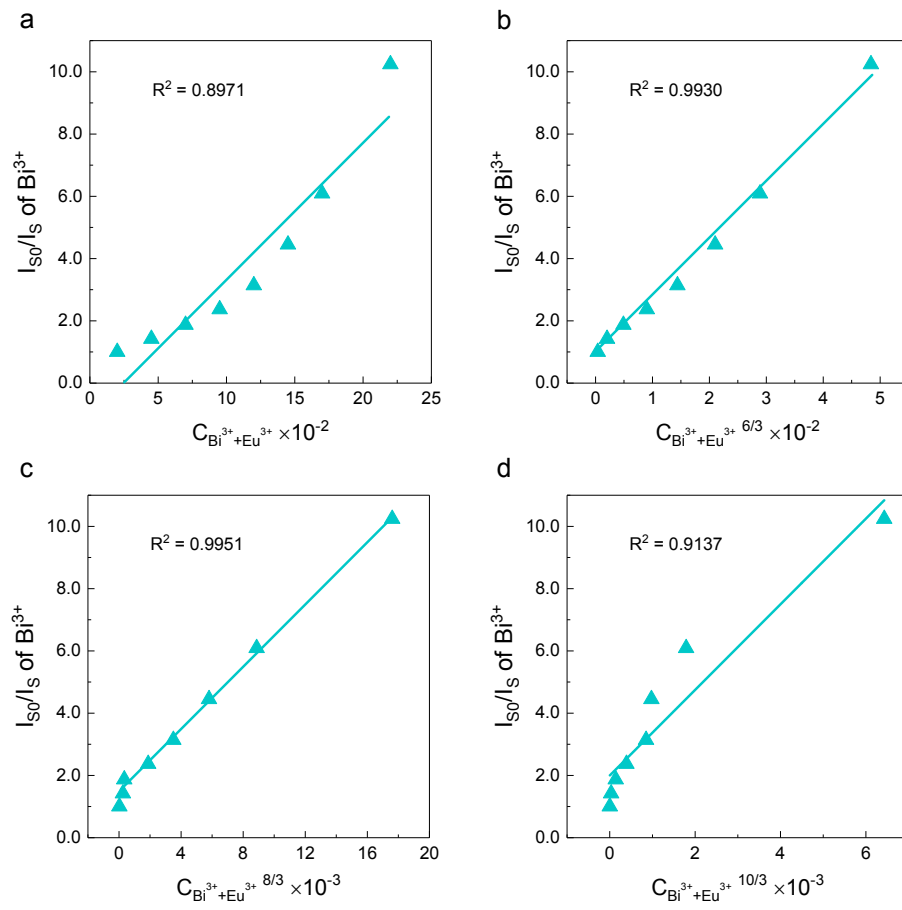 a
R² = 0.8971
I_S0/I_S of Bi³⁺
10.0
8.0
6.0
4.0
2.0
0.0
0 5 10 15 20 25
C_Bi³⁺+Eu³⁺ ×10⁻²
b
R² = 0.9930
I_S0/I_S of Bi³⁺
10.0
8.0
6.0
4.0
2.0
0.0
0 1 2 3 4 5
C_Bi³⁺+Eu³⁺ ^6/3 ×10⁻²
c
R² = 0.9951
I_S0/I_S of Bi³⁺
10.0
8.0
6.0
4.0
2.0
0.0
0 4 8 12 16 20
C_Bi³⁺+Eu³⁺ ^8/3 ×10⁻³
d
R² = 0.9137
I_S0/I_S of Bi³⁺
10.0
8.0
6.0
4.0
2.0
0.0
0 2 4 6
C_Bi³⁺+Eu³⁺ ^10/3 ×10⁻³